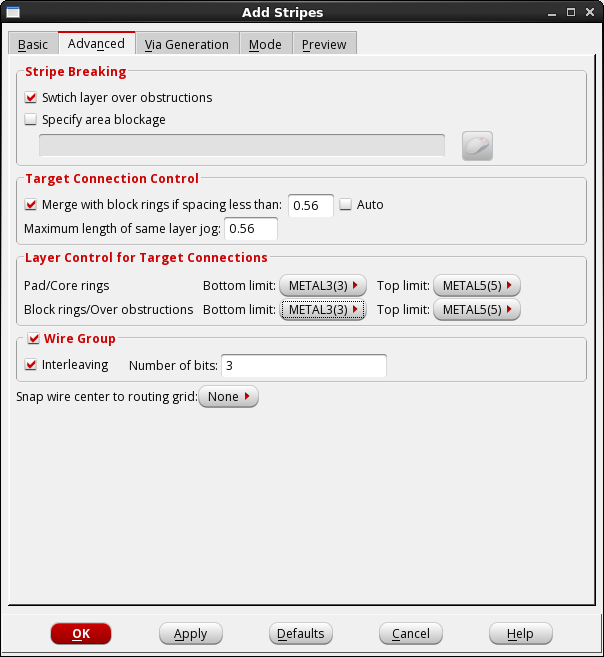 Add Stripes
Basic Advanced Via Generation Mode Preview
Stripe Breaking
Swtich layer over obstructions
Specify area blockage
Target Connection Control
Merge with block rings if spacing less than: 0.56 Auto
Maximum length of same layer jog: 0.56
Layer Control for Target Connections
Pad/Core rings Bottom limit: METAL3(3) Top limit: METAL5(5)
Block rings/Over obstructions Bottom limit: METAL3(3) Top limit: METAL5(5)
Wire Group
Interleaving Number of bits: 3
Snap wire center to routing grid: None
OK Apply Defaults Cancel Help